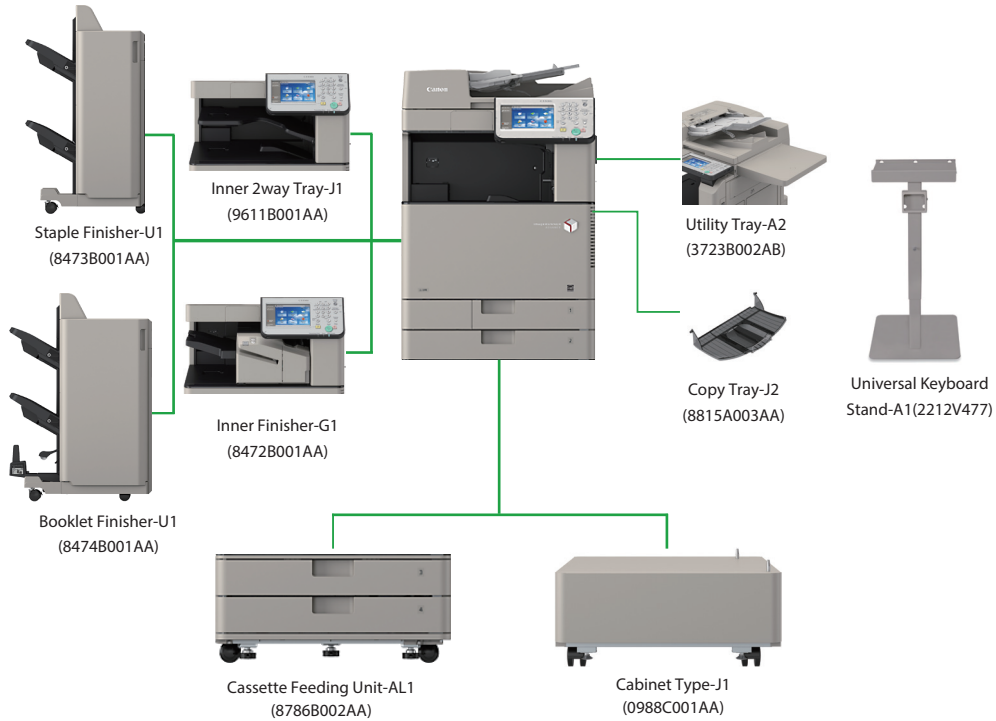 Canon
Inner 2way Tray-J1
(9611B001AA)
Staple Finisher-U1
(8473B001AA)
Utility Tray-A2
(3723B002AB)
Inner Finisher-G1
(8472B001AA)
Copy Tray-J2
(8815A003AA)
Universal Keyboard
Stand-A1(2212V477)
Booklet Finisher-U1
(8474B001AA)
3
4
Cassette Feeding Unit-AL1
(8786B002AA)
Cabinet Type-J1
(0988C001AA)